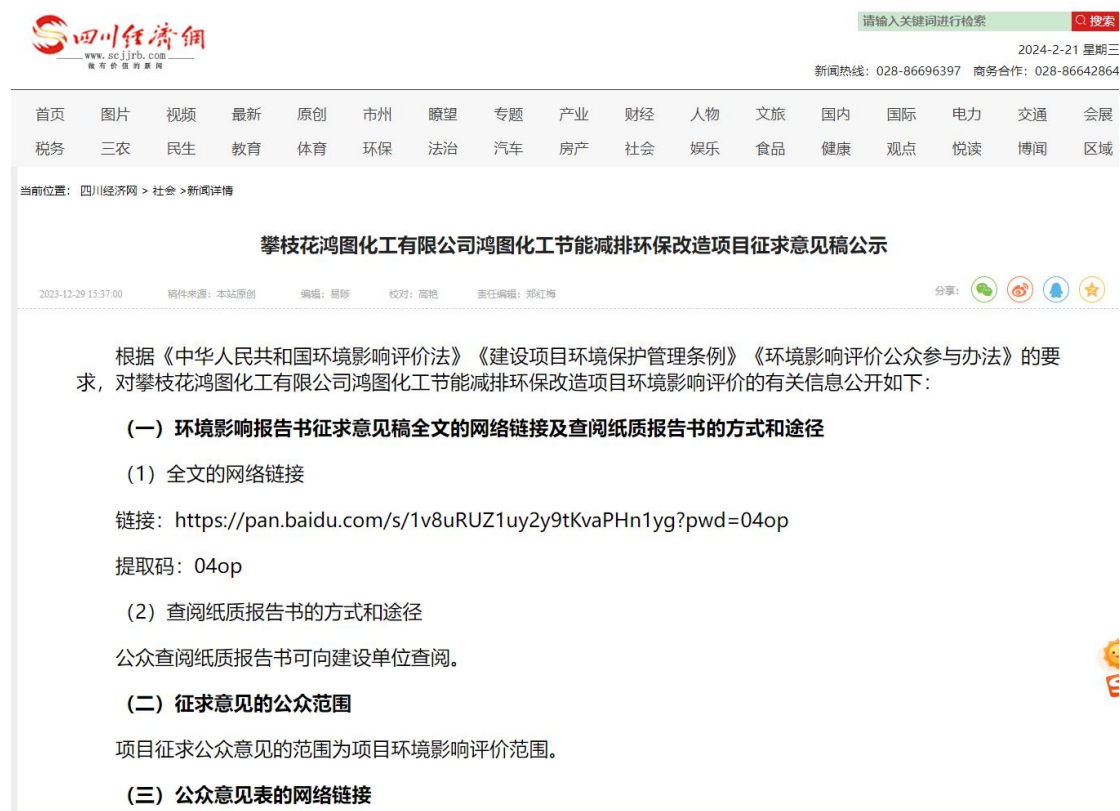 四川经济網
www.scjjrb.com
做有价值的新闻
请输入关键词进行检索
搜索
2024-2-21 星期三
新闻热线：028-86696397 商务合作：028-86642864
首页 图片 视频 最新 原创 市州 瞭望 专题 产业 财经 人物 文旅 国内 国际 电力 交通 会展
税务 三农 民生 教育 体育 环保 法治 汽车 房产 社会 娱乐 食品 健康 观点 悦读 博闻 区域
当前位置： 四川经济网 > 社会 >新闻详情
攀枝花鸿图化工有限公司鸿图化工节能减排环保改造项目征求意见稿公示
2023-12-29 15:37:00 稿件来源：本站原创 编辑：易陟 校对：高艳 责任编辑：郑红梅
分享：
根据《中华人民共和国环境影响评价法》《建设项目环境保护管理条例》《环境影响评价公众参与办法》的要
求，对攀枝花鸿图化工有限公司鸿图化工节能减排环保改造项目环境影响评价的有关信息公开如下：
（一）环境影响报告书征求意见稿全文的网络链接及查阅纸质报告书的方式和途径
（1）全文的网络链接
链接：https://pan.baidu.com/s/1v8uRUZ1uy2y9tKvaPHn1yg?pwd=04op
提取码：04op
（2）查阅纸质报告书的方式和途径
公众查阅纸质报告书可向建设单位查阅。
（二）征求意见的公众范围
项目征求公众意见的范围为项目环境影响评价范围。
（三）公众意见表的网络链接